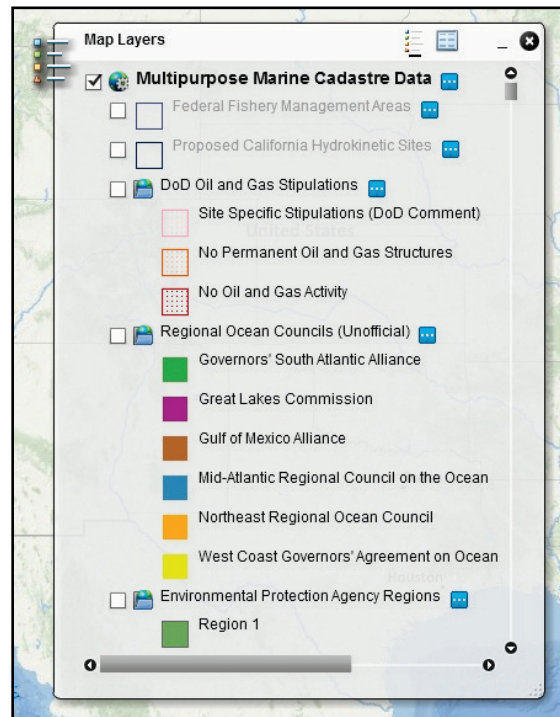 Map Layers
Multipurpose Marine Cadastre Data
Federal Fishery Management Areas
Proposed California Hydrokinetic Sites
DoD Oil and Gas Stipulations
Site Specific Stipulations (DoD Comment)
United States
No Permanent Oil and Gas Structures
No Oil and Gas Activity
Regional Ocean Councils (Unofficial)
Governors' South Atlantic Alliance
Great Lakes Commission
Gulf of Mexico Alliance
Mid-Atlantic Regional Council on the Ocean
Northeast Regional Ocean Council
West Coast Governors' Agreement on Ocean
Houston
Environmental Protection Agency Regions
Region 1